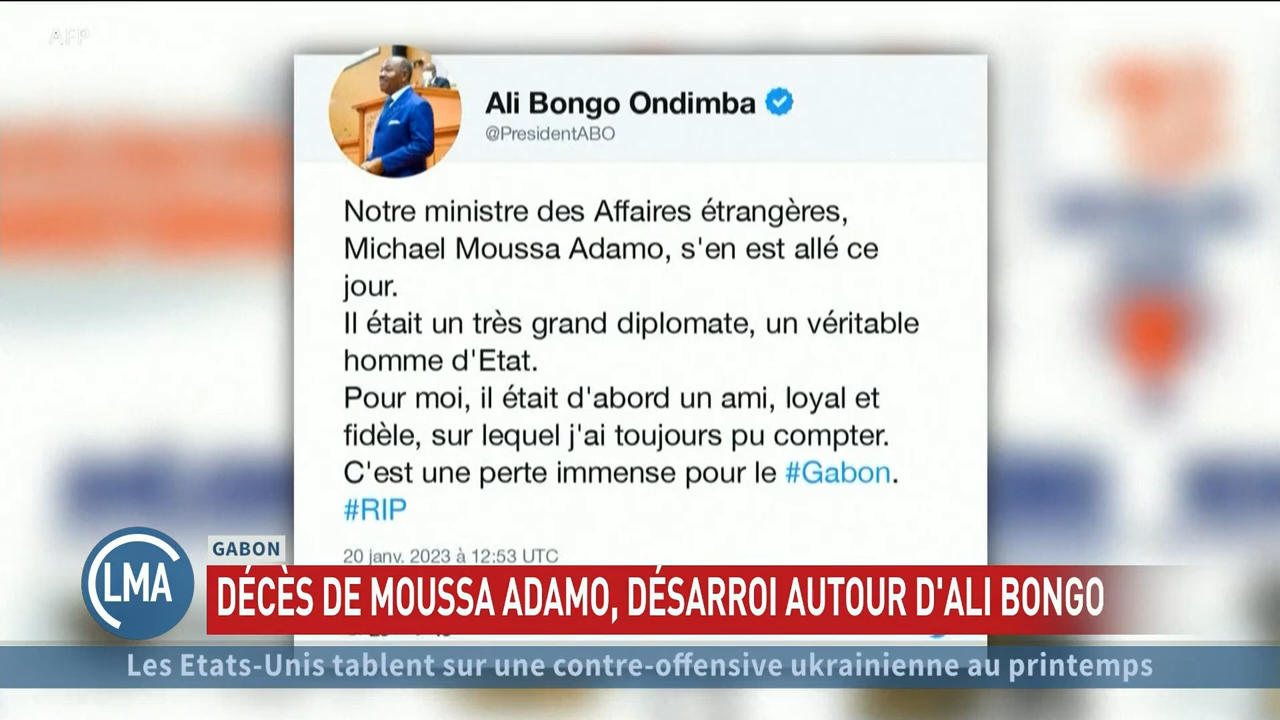 AFP
Ali Bongo Ondimba
@PresidentABO
Notre ministre des Affaires étrangères,
Michael Moussa Adamo, s'en est allé ce
jour.
Il était un très grand diplomate, un véritable
homme d'Etat.
Pour moi, il était d'abord un ami, loyal et
fidèle, sur lequel j'ai toujours pu compter.
C'est une perte immense pour le #Gabon.
#RIP
20 janv. 2023 à 12:53 UTC
GABON
LMA
DÉCÈS DE MOUSSA ADAMO, DÉSARROI AUTOUR D'ALI BONGO
Les Etats-Unis tablent sur une contre-offensive ukrainienne au printemps